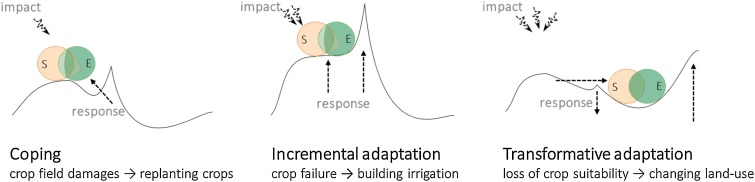 impact
S E
response
Coping
crop field damages → replanting crops
impact
S E
response
Incremental adaptation
crop failure → building irrigation
impact
S E
response
Transformative adaptation
loss of crop suitability → changing land-use